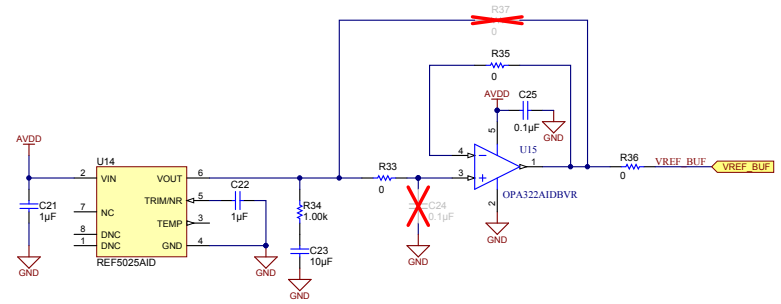 R37
0
R35
0
AVDD
C25
0.1µF
GND
5
U15
AVDD
U14
2
VIN
VOUT
6
R33
0
4
3
1
R36
0
VREF_BUF
VREF_BUF
OPA322AIDBVR
2
GND
C21
1µF
GND
7
NC
8
DNC
1
DNC
TRIM/NR
5
TEMP
3
GND
4
REF5025AID
C22
1µF
GND
R34
1.00k
C23
10µF
GND
C24
0.1µF
GND